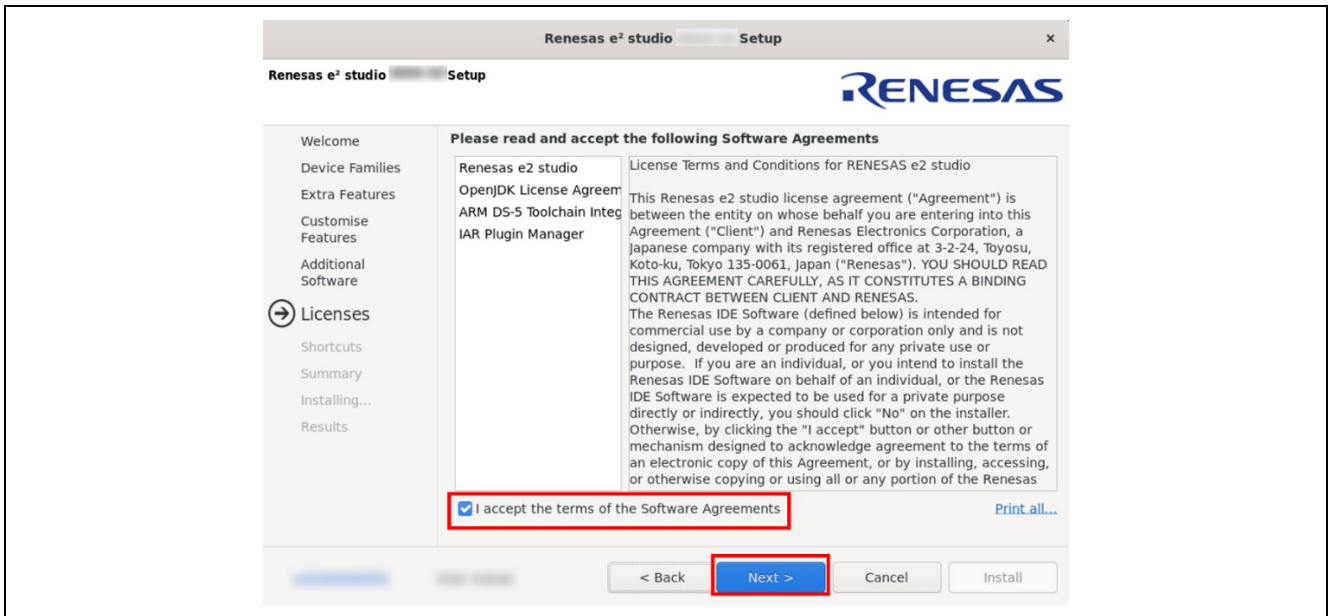 Renesas e² studio Setup
×
Renesas e² studio Setup
RENESAS
Welcome
Device Families
Extra Features
Customise
Features
Additional
Software
Licenses
Shortcuts
Summary
Installing...
Results
Please read and accept the following Software Agreements
Renesas e2 studio
OpenJDK License Agreem
ARM DS-5 Toolchain Integ
IAR Plugin Manager
License Terms and Conditions for RENESAS e2 studio
This Renesas e2 studio license agreement ("Agreement") is
between the entity on whose behalf you are entering into this
Agreement ("Client") and Renesas Electronics Corporation, a
Japanese company with its registered office at 3-2-24, Toyosu,
Koto-ku, Tokyo 135-0061, Japan ("Renesas"). YOU SHOULD READ
THIS AGREEMENT CAREFULLY, AS IT CONSTITUTES A BINDING
CONTRACT BETWEEN CLIENT AND RENESAS.
The Renesas IDE Software (defined below) is intended for
commercial use by a company or corporation only and is not
designed, developed or produced for any private use or
purpose.  If you are an individual, or you intend to install the
Renesas IDE Software on behalf of an individual, or the Renesas
IDE Software is expected to be used for a private purpose
directly or indirectly, you should click "No" on the installer.
Otherwise, by clicking the "I accept" button or other button or
mechanism designed to acknowledge agreement to the terms of
an electronic copy of this Agreement, or by installing, accessing,
or otherwise copying or using all or any portion of the Renesas
I accept the terms of the Software Agreements
Print all...
< Back
Next >
Cancel
Install